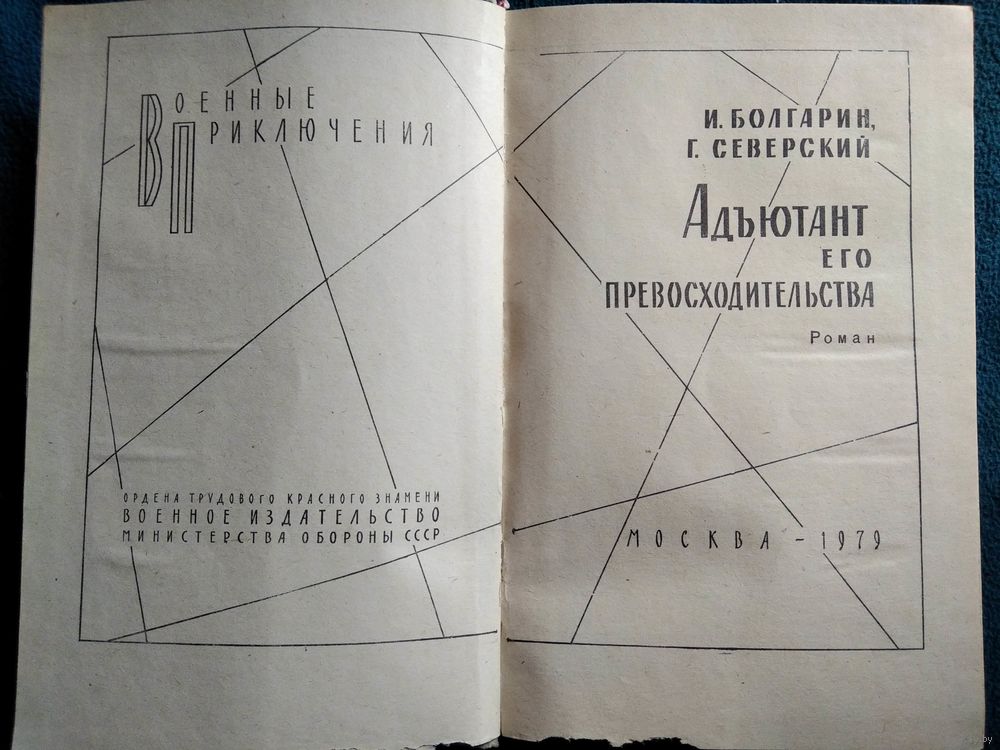 Военные
приключения
ОРДЕНА ТРУДОВОГО КРАСНОГО ЗНАМЕНИ
ВОЕННОЕ ИЗДАТЕЛЬСТВО
МИНИСТЕРСТВА ОБОРОНЫ СССР
И. БОЛГАРИН,
Г. СЕВЕРСКИЙ
Адъютант
ЕГО
ПРЕВОСХОДИТЕЛЬСТВА
Роман
МОСКВА – 1979